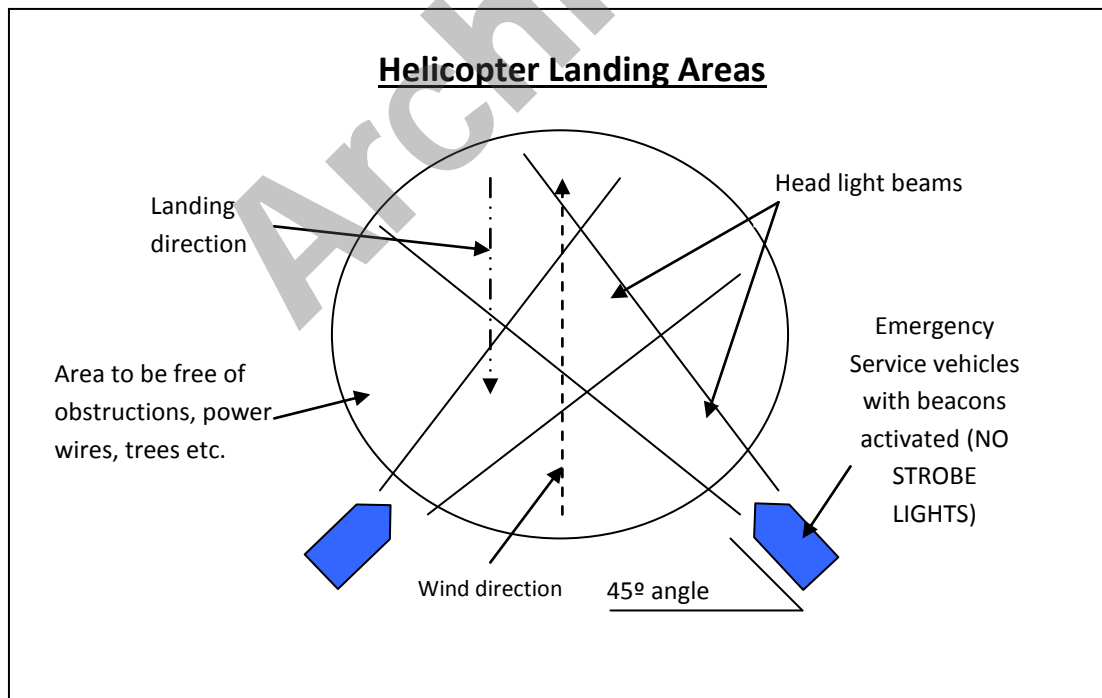 Helicopter Landing Areas
Landing
direction
Head light beams
Area to be free of
obstructions, power
wires, trees etc.
Emergency
Service vehicles
with beacons
activated (NO
STROBE
LIGHTS)
Wind direction
45º angle
Archi